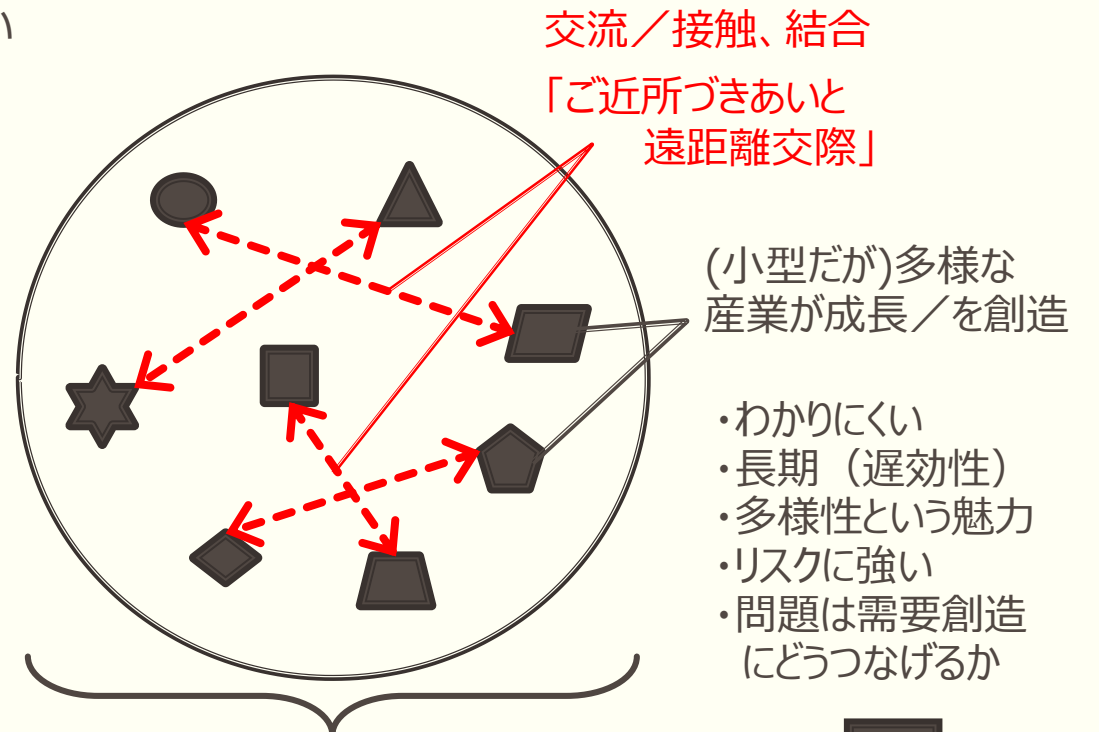 い
交流／接触、結合
「ご近所づきあいと
遠距離交際」
(小型だが)多様な
産業が成長／を創造
・わかりにくい
・長期（遅効性）
・多様性という魅力
・リスクに強い
・問題は需要創造
にどうつなげるか